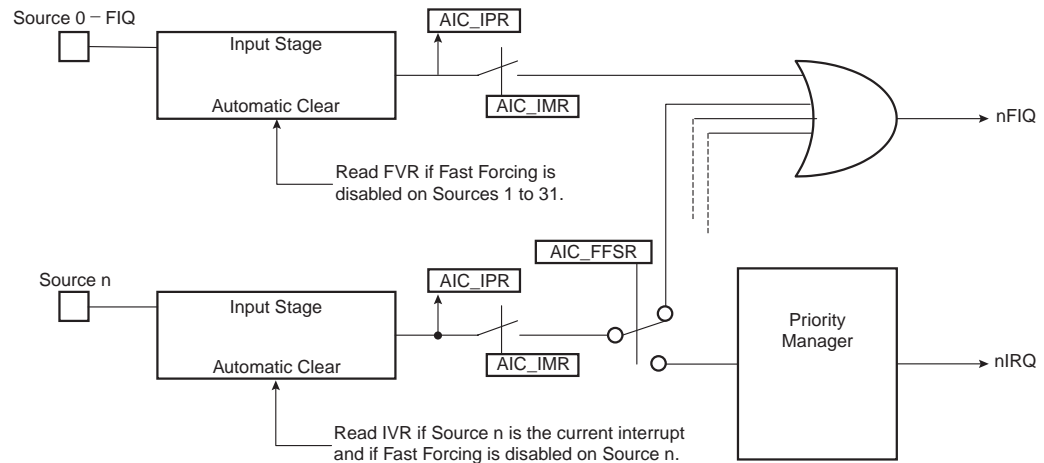 Source 0 – FIQ
AIC_IPR
Input Stage
Automatic Clear
AIC_IMR
nFIQ
Read FVR if Fast Forcing is
disabled on Sources 1 to 31.
AIC_FFSR
Source n
AIC_IPR
Input Stage
Priority
Manager
Automatic Clear
AIC_IMR
nIRQ
Read IVR if Source n is the current interrupt
and if Fast Forcing is disabled on Source n.